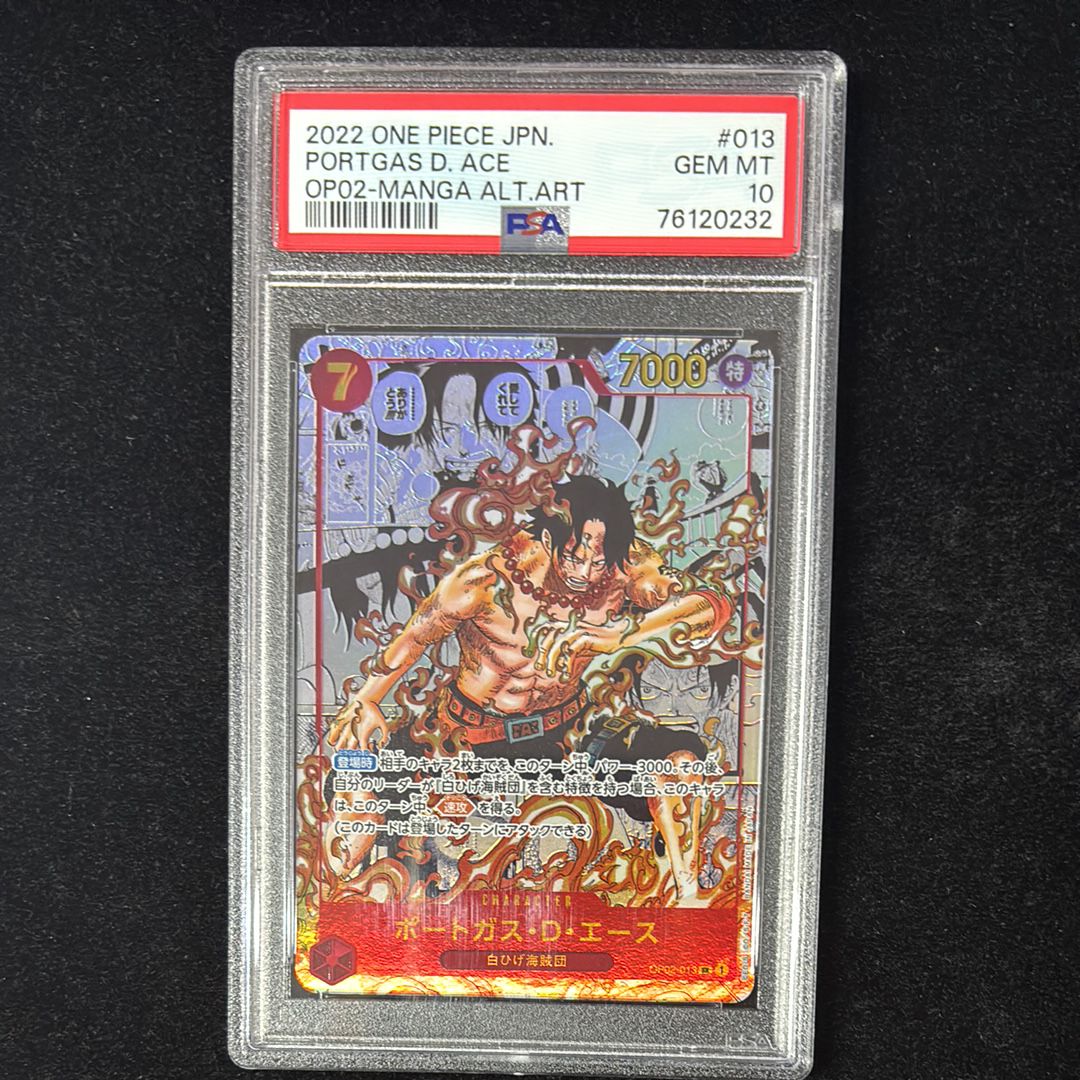 2022 ONE PIECE JPN.
#013
PORTGAS D. ACE
GEM MT
OP02-MANGA ALT.ART
10
PSA
76120232
7
7000
特
愛して
くれて
………
ありが
とう!!!
登場時 相手のキャラ2枚までを、このターン中、パワー-3000。その後、
自分のリーダーが『白ひげ海賊団』を含む特徴を持つ場合、このキャラ
は、このターン中、速攻を得る。
(このカードは登場したターンにアタックできる)
CHARACTER
ポートガス・D・エース
白ひげ海賊団
OP02-013 SR 1
PSA